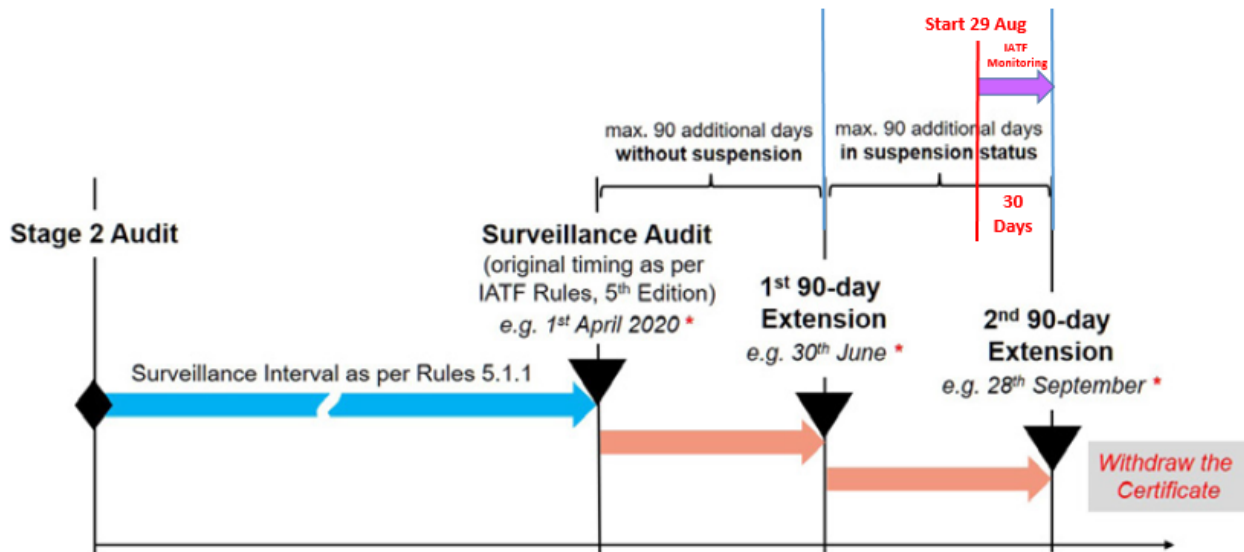 Start 29 Aug
IATF
Monitoring
max. 90 additional days
without suspension
max. 90 additional days
in suspension status
30
Days
Stage 2 Audit
Surveillance Audit
(original timing as per
IATF Rules, 5th Edition)
e.g. 1st April 2020 *
1st 90-day
Extension
e.g. 30th June *
2nd 90-day
Extension
e.g. 28th September *
Surveillance Interval as per Rules 5.1.1
Withdraw the
Certificate